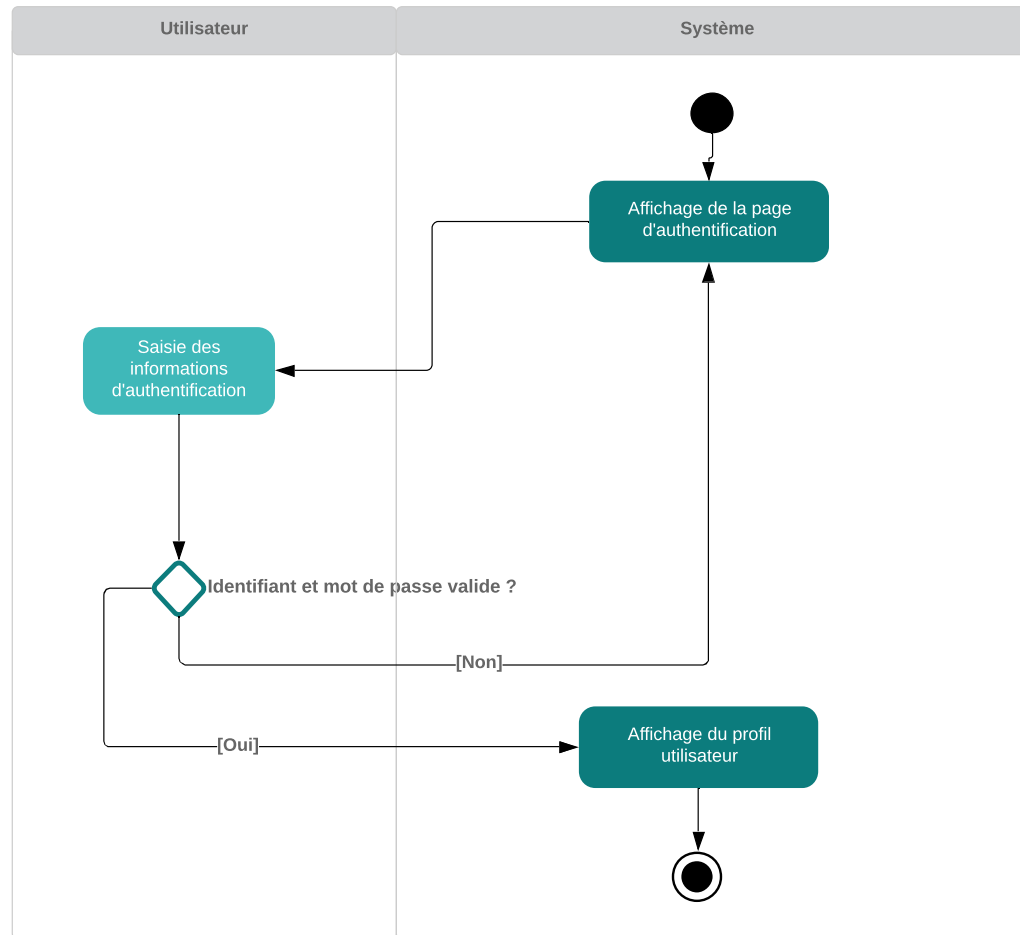 Utilisateur
Système
Affichage de la page
d'authentification
Saisie des
informations
d'authentification
Identifiant et mot de passe valide ?
[Non]
[Oui]
Affichage du profil
utilisateur